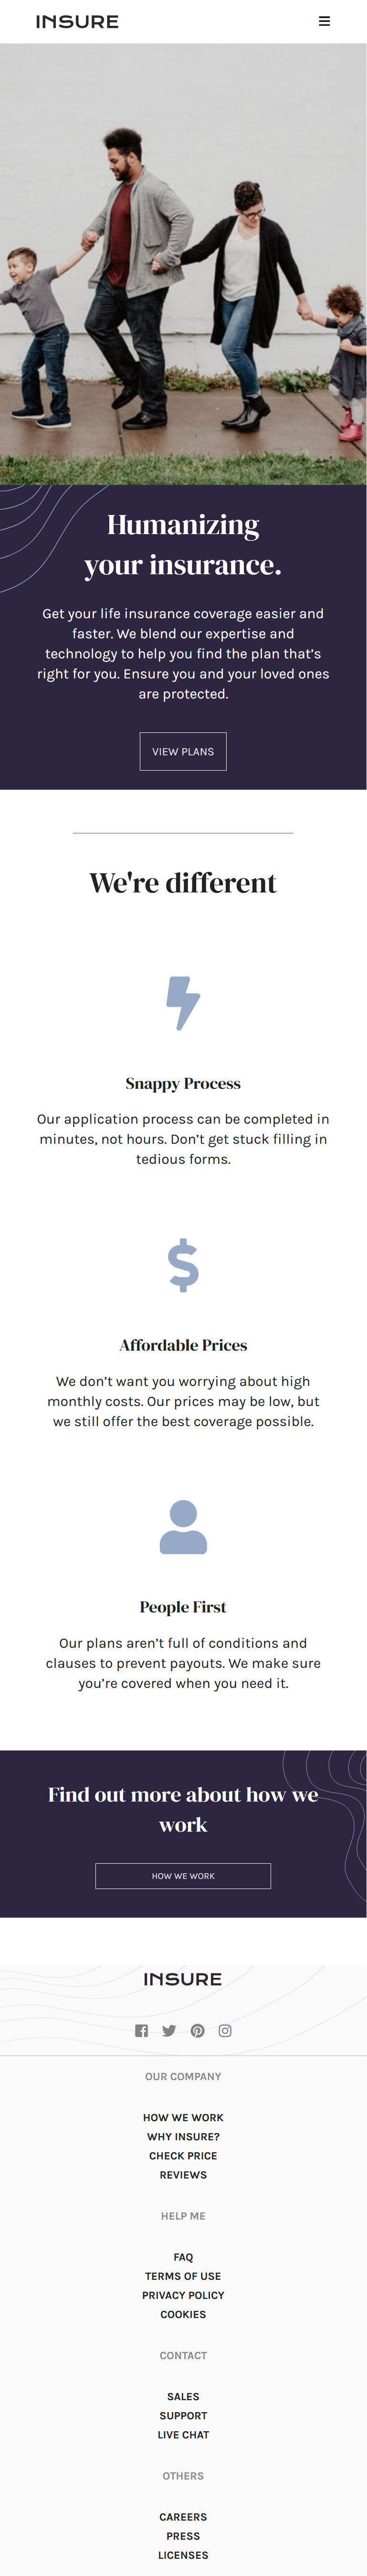 INSURE
Humanizing
your insurance.
Get your life insurance coverage easier and
faster. We blend our expertise and
technology to help you find the plan that’s
right for you. Ensure you and your loved ones
are protected.
VIEW PLANS
We're different
Snappy Process
Our application process can be completed in
minutes, not hours. Don’t get stuck filling in
tedious forms.
Affordable Prices
We don’t want you worrying about high
monthly costs. Our prices may be low, but
we still offer the best coverage possible.
People First
Our plans aren’t full of conditions and
clauses to prevent payouts. We make sure
you’re covered when you need it.
Find out more about how we
work
HOW WE WORK
INSURE
OUR COMPANY
HOW WE WORK
WHY INSURE?
CHECK PRICE
REVIEWS
HELP ME
FAQ
TERMS OF USE
PRIVACY POLICY
COOKIES
CONTACT
SALES
SUPPORT
LIVE CHAT
OTHERS
CAREERS
PRESS
LICENSES